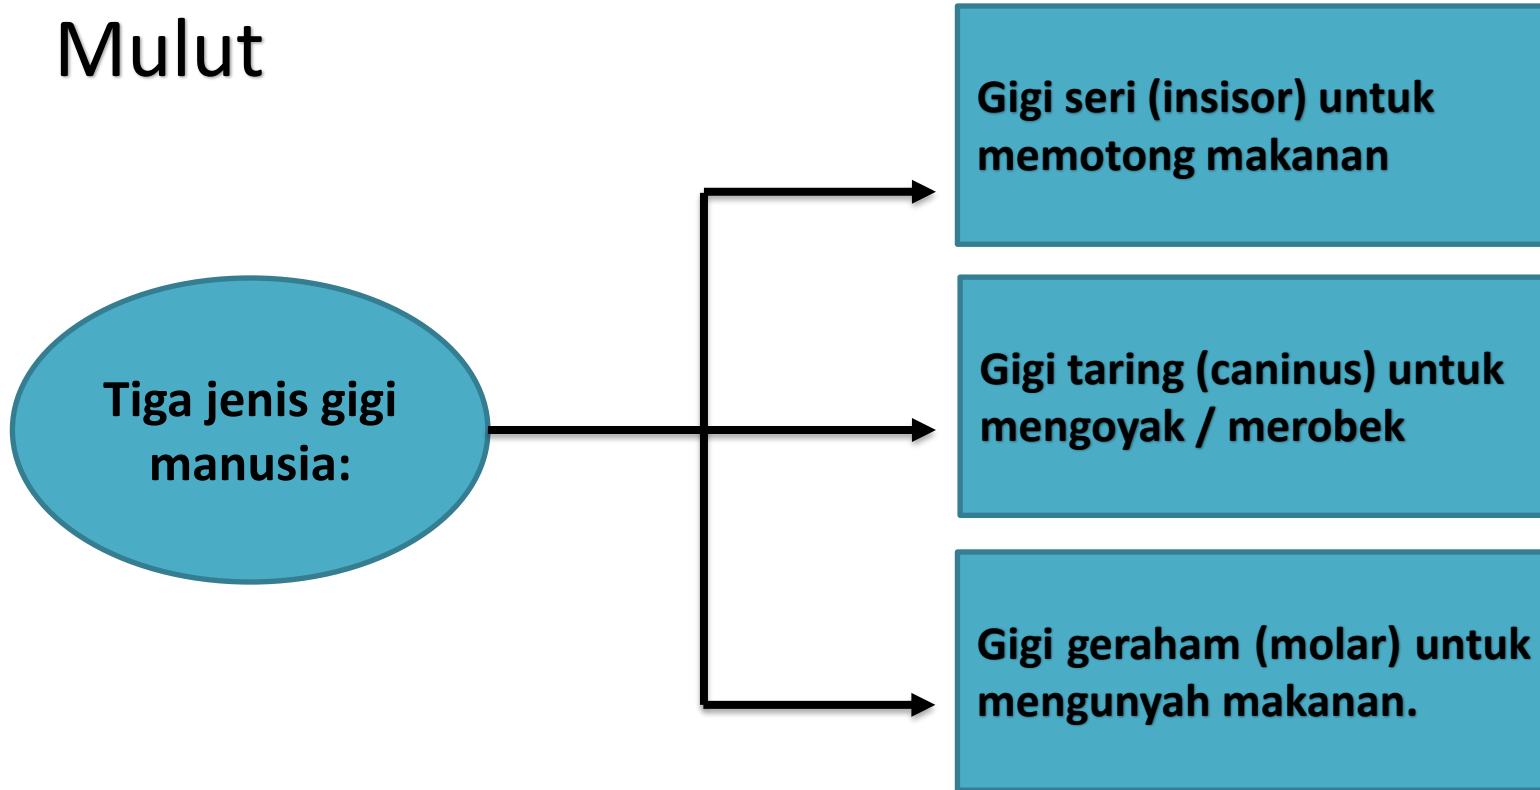 Mulut
Gigi seri (insisor) untuk
memotong makanan
Tiga jenis gigi
manusia:
Gigi taring (caninus) untuk
mengoyak / merobek
Gigi geraham (molar) untuk
mengunyah makanan.